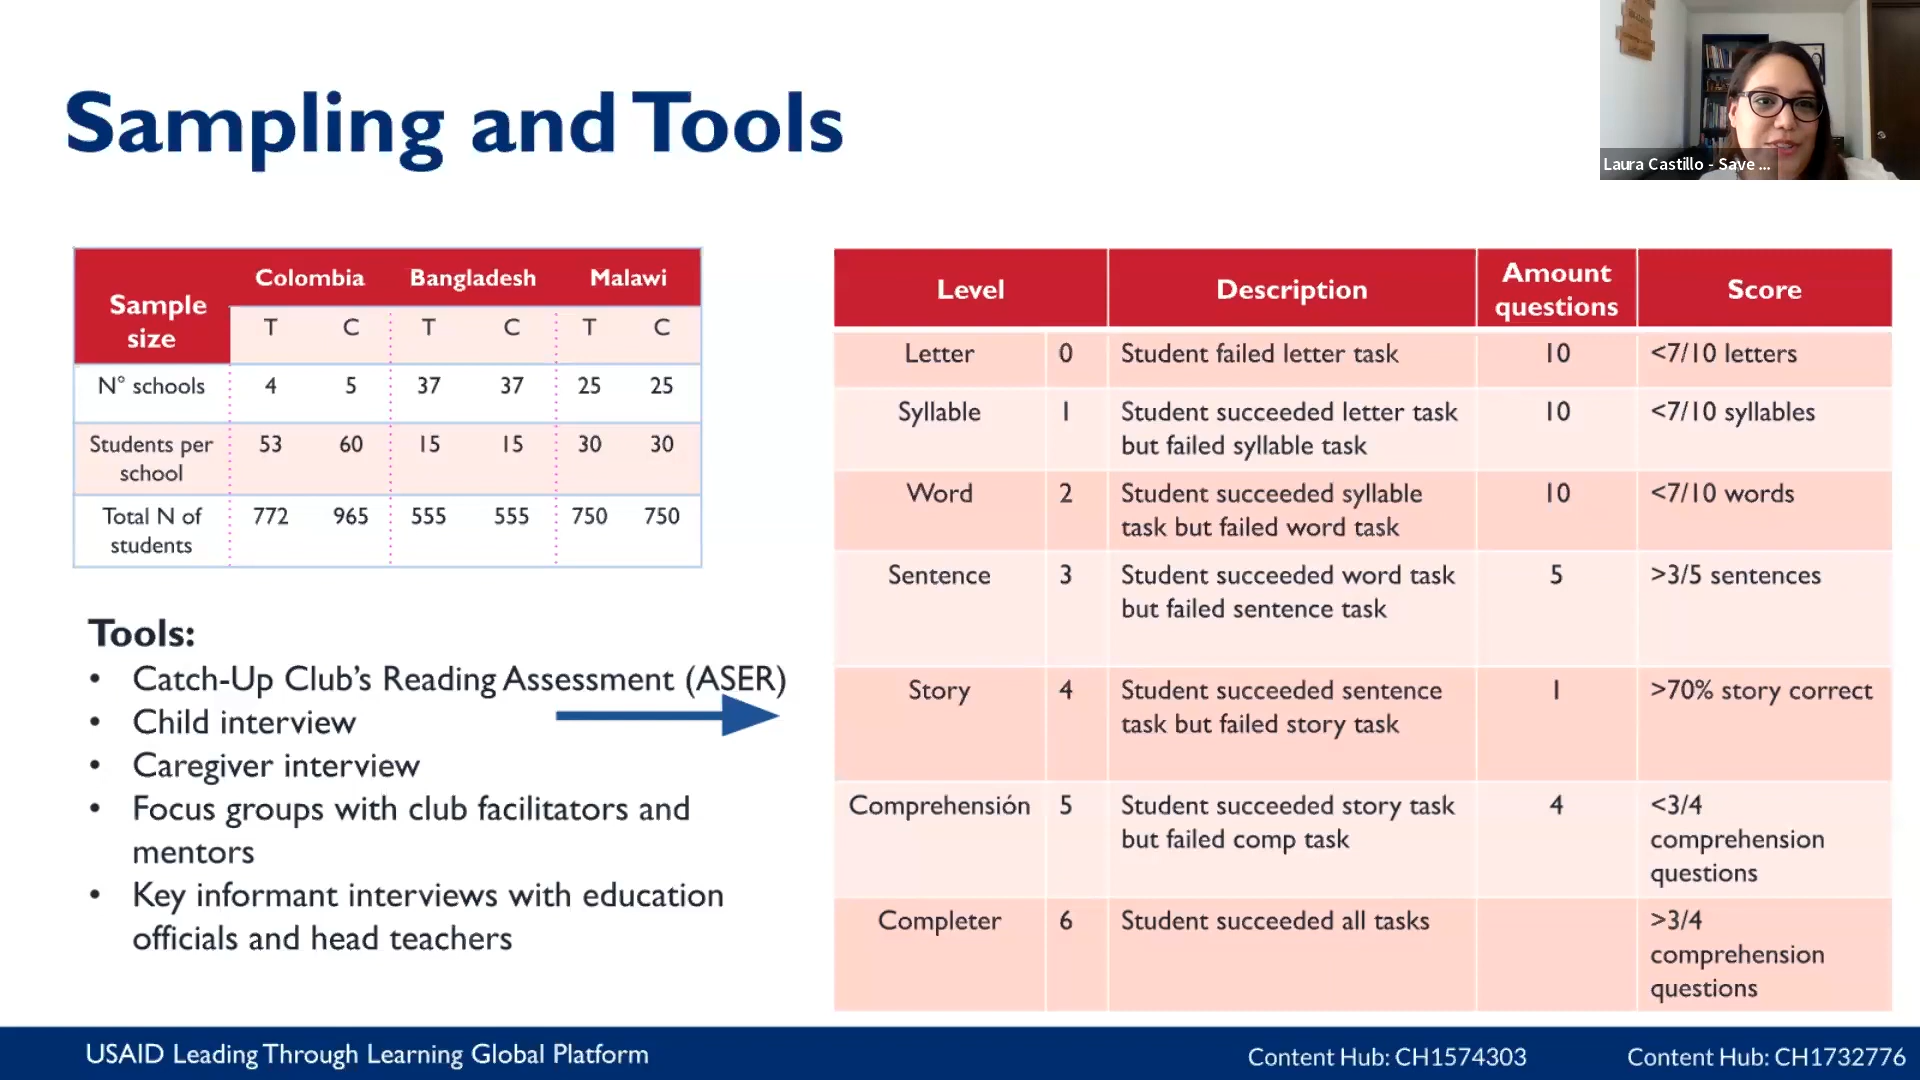 Sampling and Tools
Laura Castillo - Save ...
Sample size Colombia Bangladesh Malawi
T C T C T C
N° schools 4 5 37 37 25 25
Students per school 53 60 15 15 30 30
Total N of students 772 965 555 555 750 750
Tools:
• Catch-Up Club's Reading Assessment (ASER)
• Child interview
• Caregiver interview
• Focus groups with club facilitators and
mentors
• Key informant interviews with education
officials and head teachers
Level Description Amount questions Score
Letter 0 Student failed letter task 10 <7/10 letters
Syllable 1 Student succeeded letter task but failed syllable task 10 <7/10 syllables
Word 2 Student succeeded syllable task but failed word task 10 <7/10 words
Sentence 3 Student succeeded word task but failed sentence task 5 >3/5 sentences
Story 4 Student succeeded sentence task but failed story task 1 >70% story correct
Comprehensión 5 Student succeeded story task but failed comp task 4 <3/4 comprehension questions
Completer 6 Student succeeded all tasks >3/4 comprehension questions
USAID Leading Through Learning Global Platform
Content Hub: CH1574303
Content Hub: CH1732776